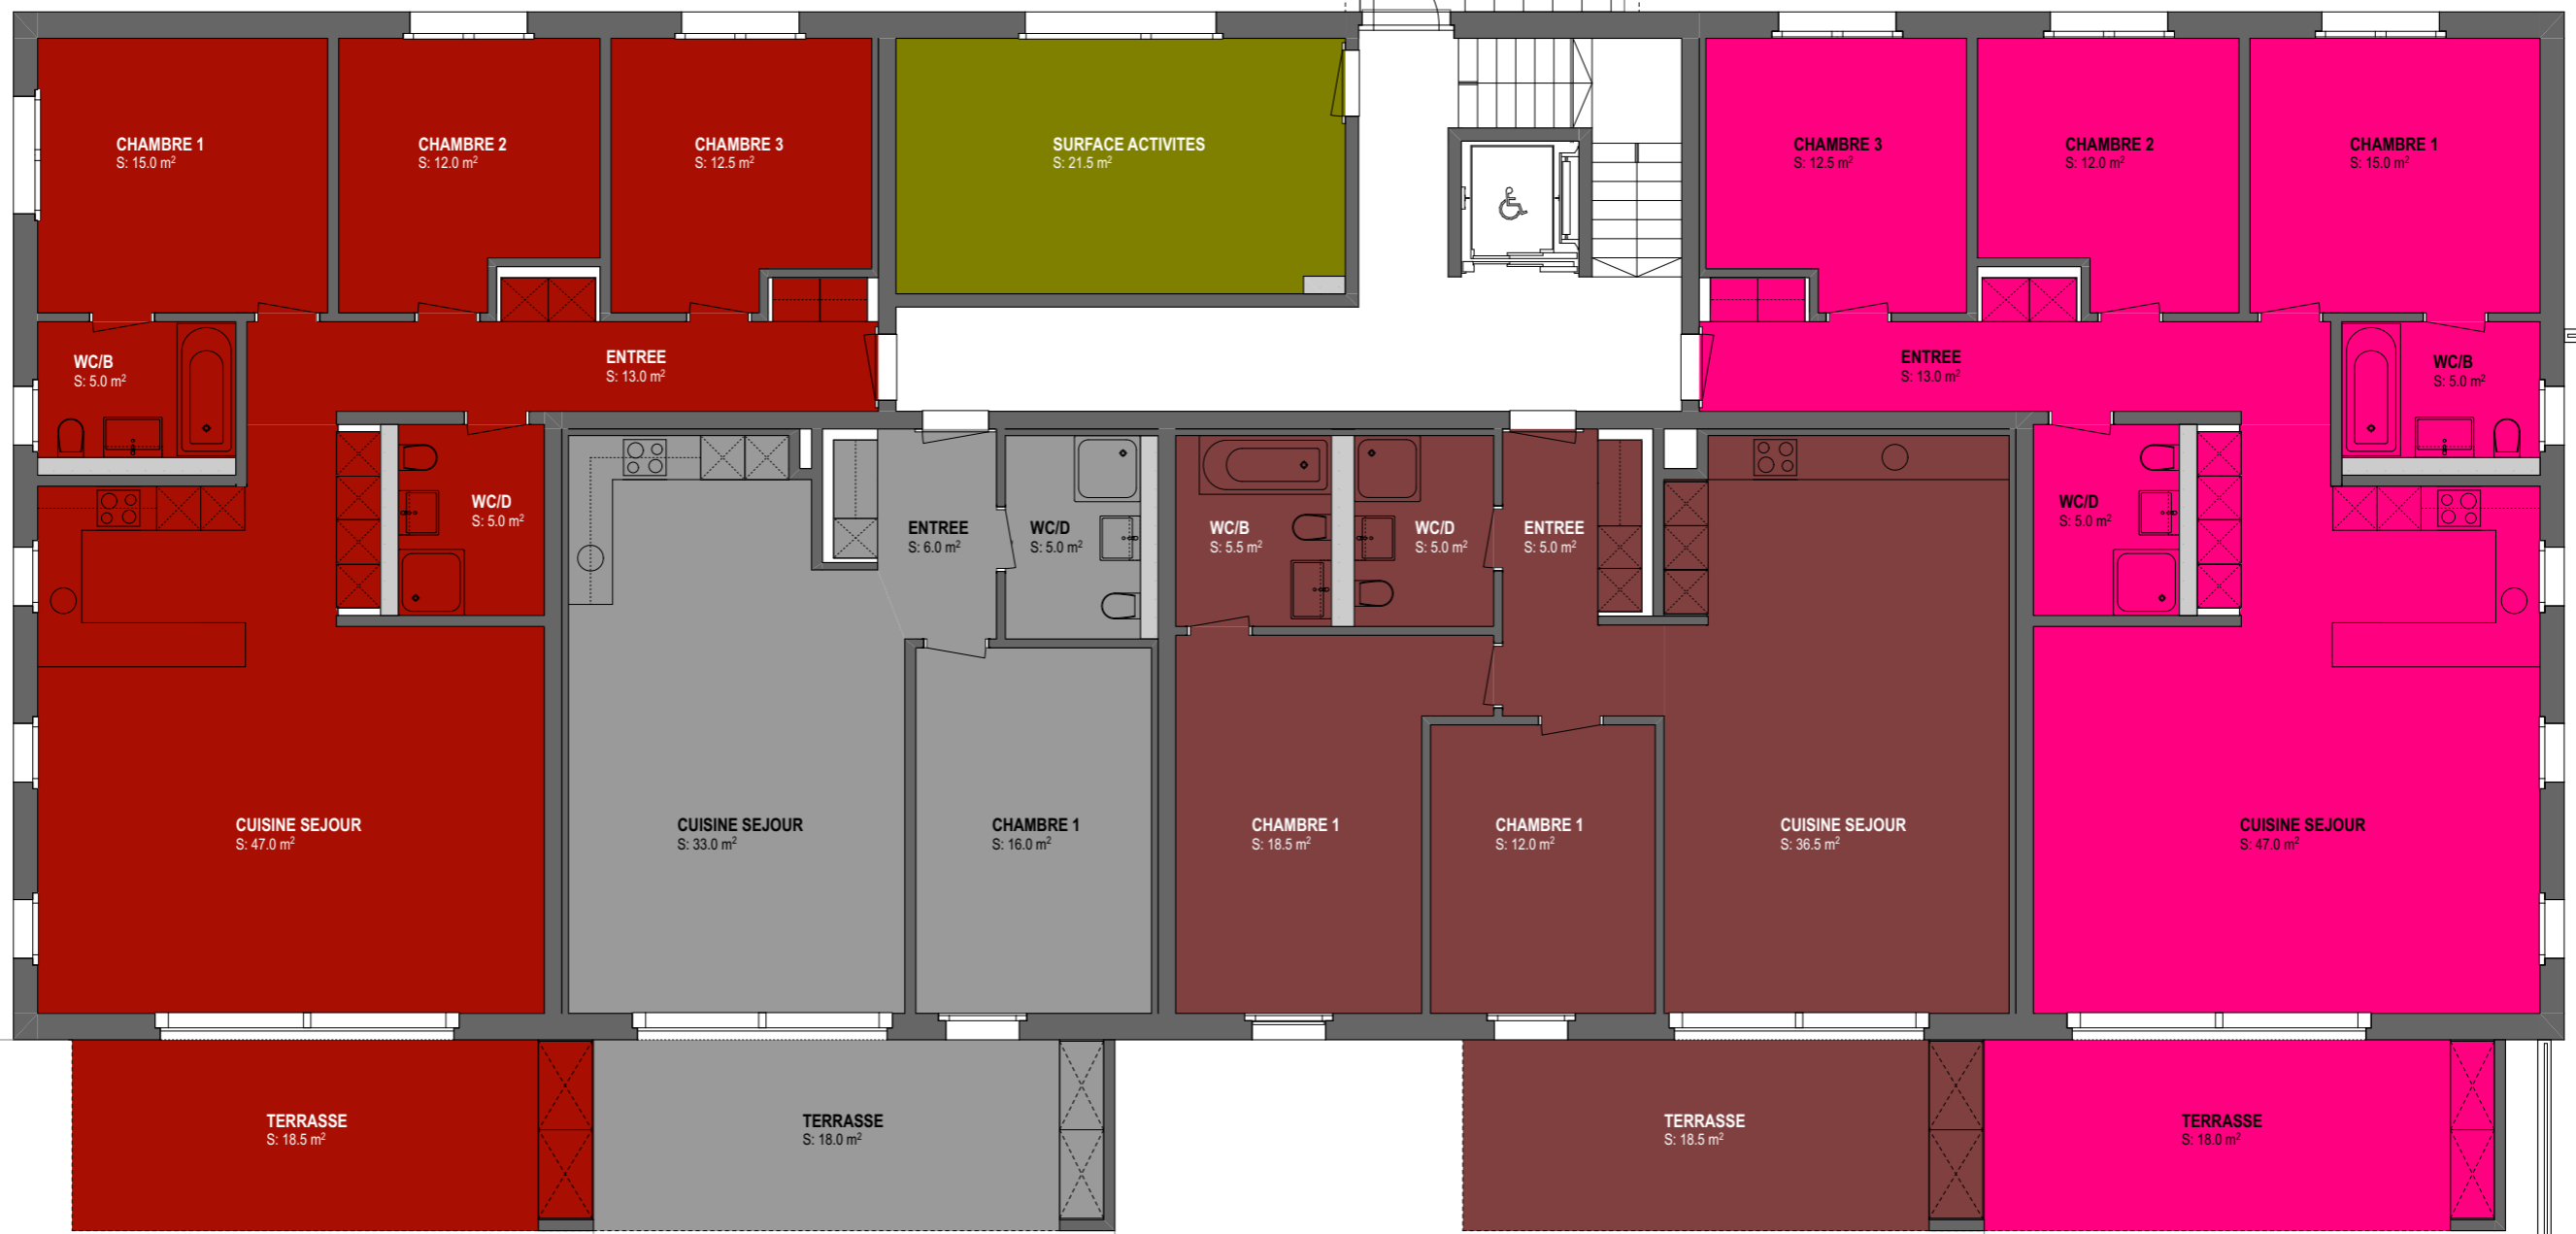 CHAMBRE 1
S: 15.0 m²
CHAMBRE 2
S: 12.0 m²
CHAMBRE 3
S: 12.5 m²
SURFACE ACTIVITES
S: 21.5 m²
CHAMBRE 3
S: 12.5 m²
CHAMBRE 2
S: 12.0 m²
CHAMBRE 1
S: 15.0 m²
WC/B
S: 5.0 m²
ENTREE
S: 13.0 m²
ENTREE
S: 13.0 m²
WC/B
S: 5.0 m²
WC/D
S: 5.0 m²
ENTREE
S: 6.0 m²
WC/D
S: 5.0 m²
WC/B
S: 5.5 m²
WC/D
S: 5.0 m²
ENTREE
S: 5.0 m²
WC/D
S: 5.0 m²
CUISINE SEJOUR
S: 47.0 m²
CUISINE SEJOUR
S: 33.0 m²
CHAMBRE 1
S: 16.0 m²
CHAMBRE 1
S: 18.5 m²
CHAMBRE 1
S: 12.0 m²
CUISINE SEJOUR
S: 36.5 m²
CUISINE SEJOUR
S: 47.0 m²
TERRASSE
S: 18.5 m²
TERRASSE
S: 18.0 m²
TERRASSE
S: 18.5 m²
TERRASSE
S: 18.0 m²